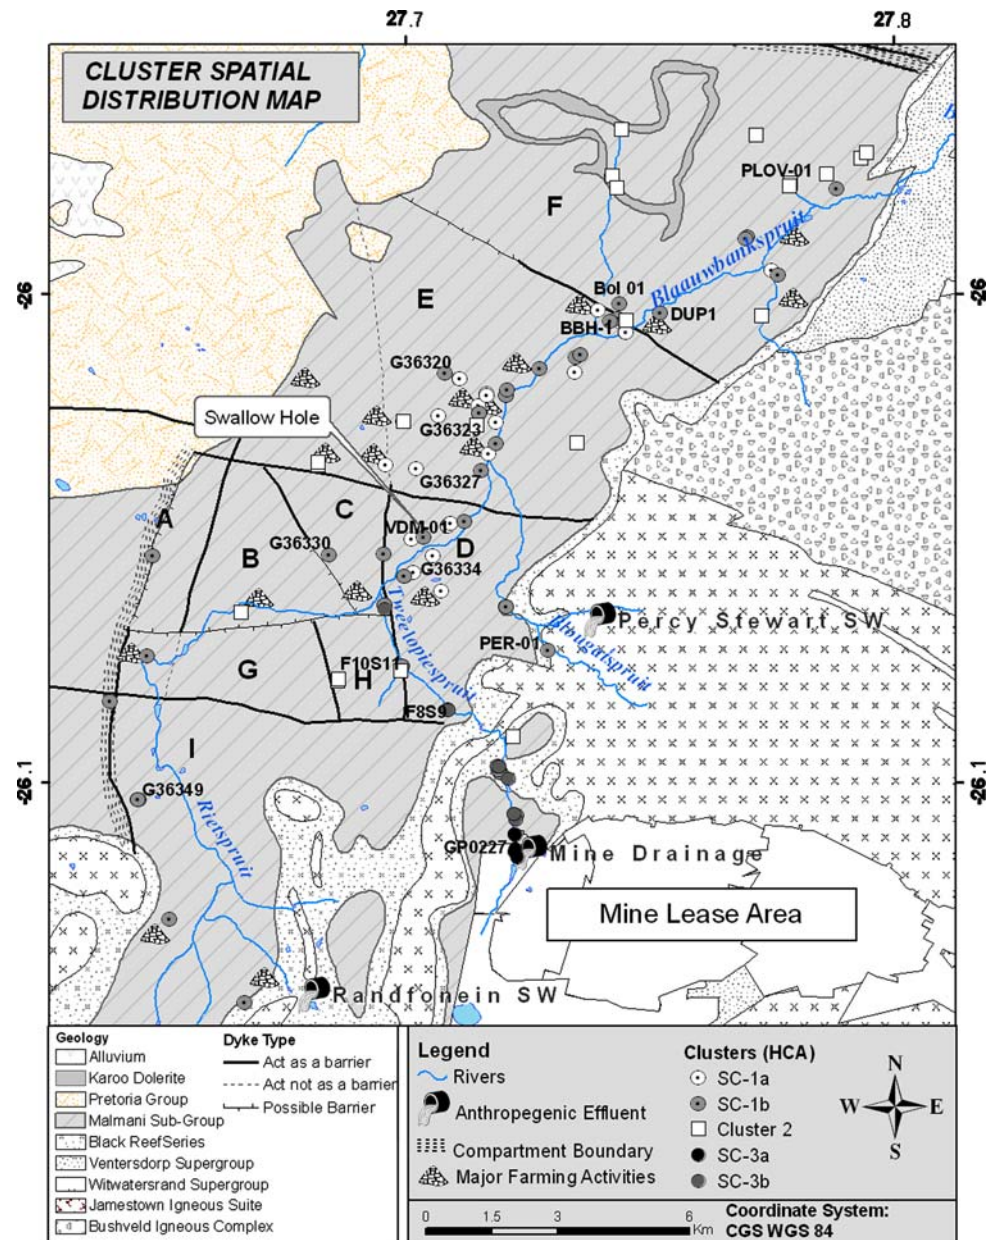 27.7
27.8
CLUSTER SPATIAL
DISTRIBUTION MAP
PLOV-01
F
Blaauwbankspruit
-26
-26
Bol 01
E
DUP1
BBH-1
G36320
Swallow Hole
G36323
G36327
A
C
VDM-01
D
B
G36330
G36334
Tweelopiespruit
Percy Stewart SW
PER-01
Blougatspruit
G
F10S11
H
F8S9
I
-26.1
-26.1
G36349
Rietspruit
GP0227
Mine Drainage
Mine Lease Area
Randfonein SW
Geology
Alluvium
Karoo Dolerite
Pretoria Group
Malmani Sub-Group
Black ReefSeries
Ventersdorp Supergroup
Witwatersrand Supergroup
Jamestown Igneous Suite
Bushveld Igneous Complex
Dyke Type
Act as a barrier
Act not as a barrier
Possible Barrier
Legend
Rivers
Anthropegenic Effluent
Compartment Boundary
Major Farming Activities
Clusters (HCA)
SC-1a
SC-1b
Cluster 2
SC-3a
SC-3b
N
W
E
S
0 1.5 3 6
Km
Coordinate System:
CGS WGS 84